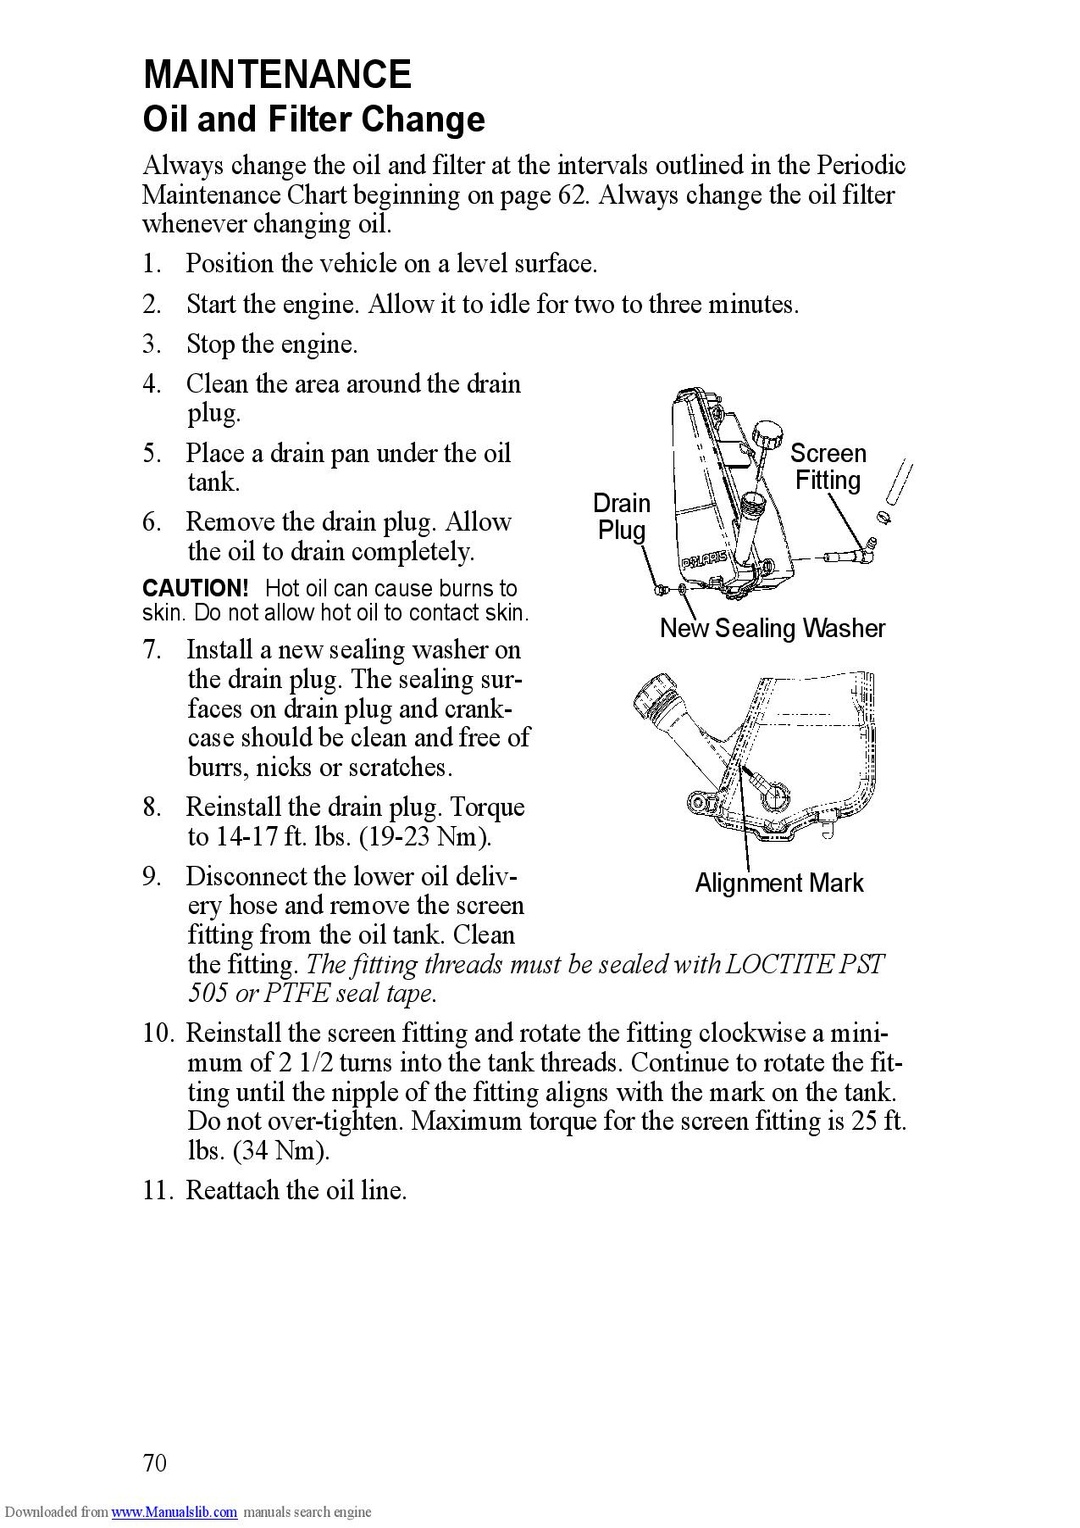 MAINTENANCE
Oil and Filter Change
Always change the oil and filter at the intervals outlined in the Periodic
Maintenance Chart beginning on page 62. Always change the oil filter
whenever changing oil.
1. Position the vehicle on a level surface.
2. Start the engine. Allow it to idle for two to three minutes.
3. Stop the engine.
4. Clean the area around the drain
plug.
5. Place a drain pan under the oil
tank.
6. Remove the drain plug. Allow
the oil to drain completely.
CAUTION! Hot oil can cause burns to
skin. Do not allow hot oil to contact skin.
7. Install a new sealing washer on
the drain plug. The sealing sur-
faces on drain plug and crank-
case should be clean and free of
burrs, nicks or scratches.
8. Reinstall the drain plug. Torque
to 14-17 ft. lbs. (19-23 Nm).
9. Disconnect the lower oil deliv-
ery hose and remove the screen
fitting from the oil tank. Clean
the fitting. The fitting threads must be sealed with LOCTITE PST
505 or PTFE seal tape.
Screen
Fitting
Drain
Plug
POLARIS
New Sealing Washer
Alignment Mark
10. Reinstall the screen fitting and rotate the fitting clockwise a mini-
mum of 2 1/2 turns into the tank threads. Continue to rotate the fit-
ting until the nipple of the fitting aligns with the mark on the tank.
Do not over-tighten. Maximum torque for the screen fitting is 25 ft.
lbs. (34 Nm).
11. Reattach the oil line.
70
Downloaded from www.Manualslib.com manuals search engine